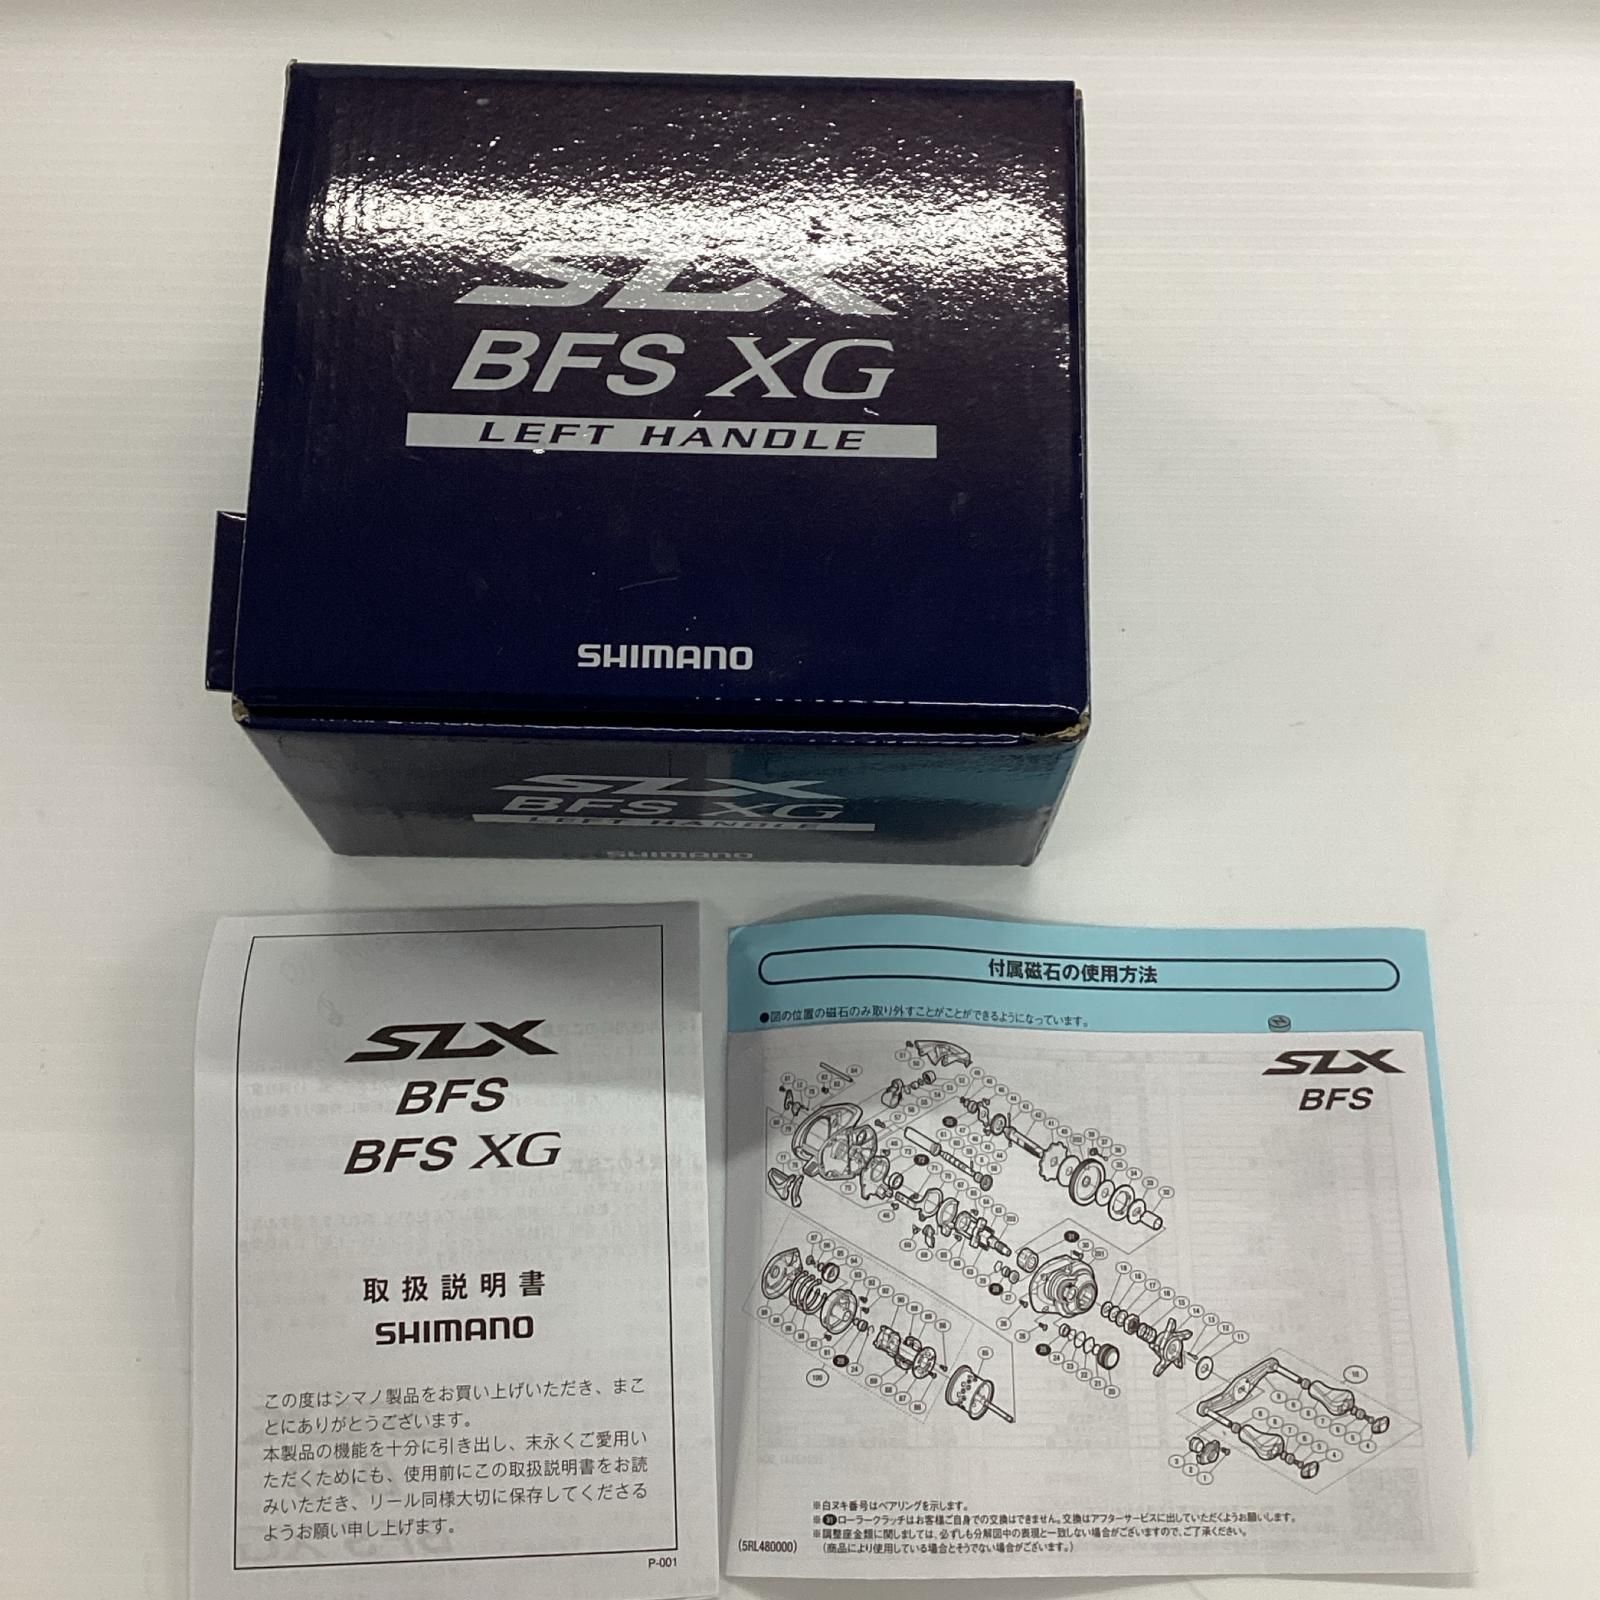 SLX
BFS XG
LEFT HANDLE
SHIMANO
SLX
BFS XG
LEFT HANDLE
SHIMANO
SLX
BFS
BFS XG
取扱説明書
SHIMANO
この度はシマノ製品をお買い上げいただき、まこ
とにありがとうございます。
本製品の機能を十分に引き出し、末永くご愛用い
ただくためにも、使用前にこの取扱説明書をお読
みいただき、リール同様大切に保存してくださる
ようお願い申し上げます。
P-001
付属磁石の使用方法
●図の位置の磁石のみ取り外すことがことができるようになっています。
SLX
BFS
※白ヌキ番号はベアリングを示します。
※㉛ローラークラッチはお客様ご自身での交換はできません。交換はアフターサービスに出していただくようお願いします。
※調整座金類に関しましては、必ずしも分解図中の表現と一致しない場合がございますので、ご了承ください。
(5RL480000)
(商品により使用している場合とそうでない場合がございます。)